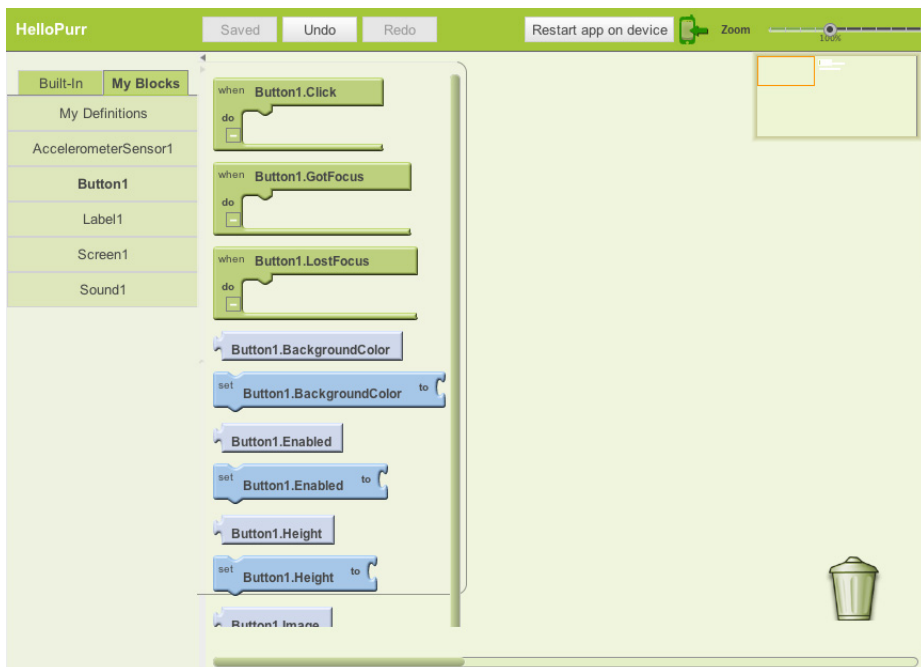 HelloPurr
Saved
Undo
Redo
Restart app on device
Zoom
100%
Built-In
My Blocks
My Definitions
AccelerometerSensor1
Button1
Label1
Screen1
Sound1
when Button1.Click
do
when Button1.GotFocus
do
when Button1.LostFocus
do
Button1.BackgroundColor
set Button1.BackgroundColor to
Button1.Enabled
set Button1.Enabled to
Button1.Height
set Button1.Height to
Button1.Image